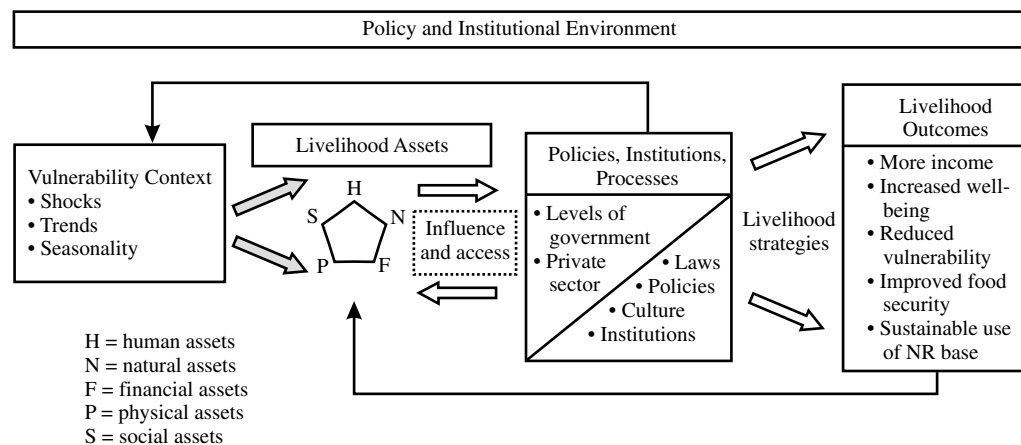 Policy and Institutional Environment
Vulnerability Context
• Shocks
• Trends
• Seasonality
Livelihood Assets
H
S
N
P
F
Influence
and access
Policies, Institutions,
Processes
• Levels of
government
• Private
sector
• Laws
• Policies
• Culture
• Institutions
Livelihood
strategies
Livelihood
Outcomes
• More income
• Increased well-
being
• Reduced
vulnerability
• Improved food
security
• Sustainable use
of NR base
H = human assets
N = natural assets
F = financial assets
P = physical assets
S = social assets